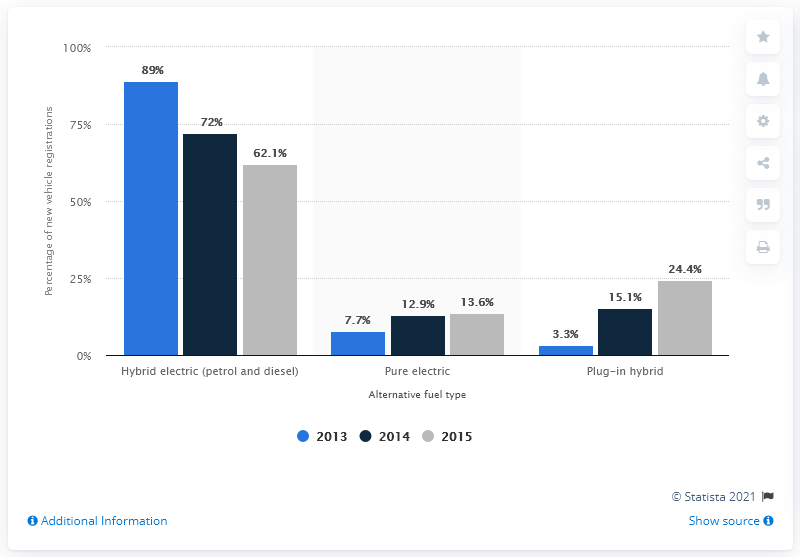 100%
75%
50%
25%
0%
Percentage of new vehicle registrations
89%
72%
62.1%
7.7%
12.9%
13.6%
3.3%
15.1%
24.4%
Hybrid electric (petrol and diesel)
Pure electric
Plug-in hybrid
Alternative fuel type
2013
2014
2015
© Statista 2021
Additional Information
Show source